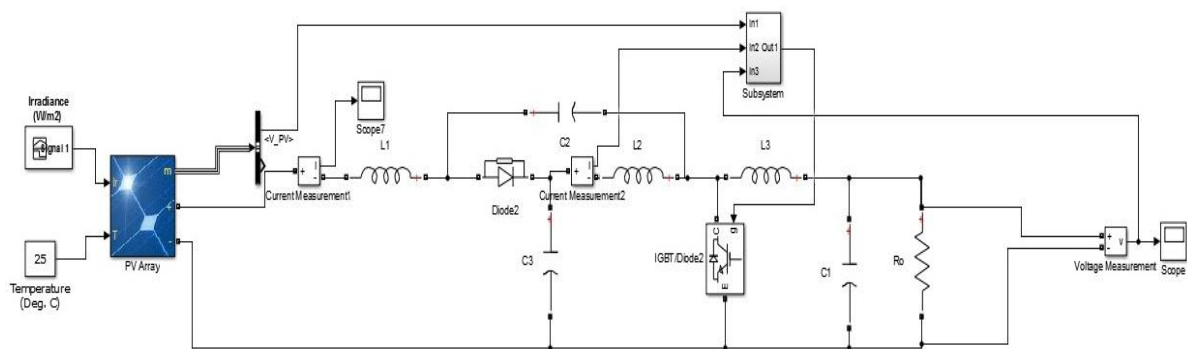 Irradiance
(W/m2)
Signal 1
Ir
T
m
+
-
PV Array
25
Temperature
(Deg. C)
<V_PV>
+
i
-
Current Measurement1
Scope7
L1
C2
Diode2
+
i
-
Current Measurement2
L2
L3
In1
In2
In3
Out1
Subsystem
C3
IGBT/Diode2
g
C
E
C1
Ro
+
-
v
Voltage Measurement
Scope